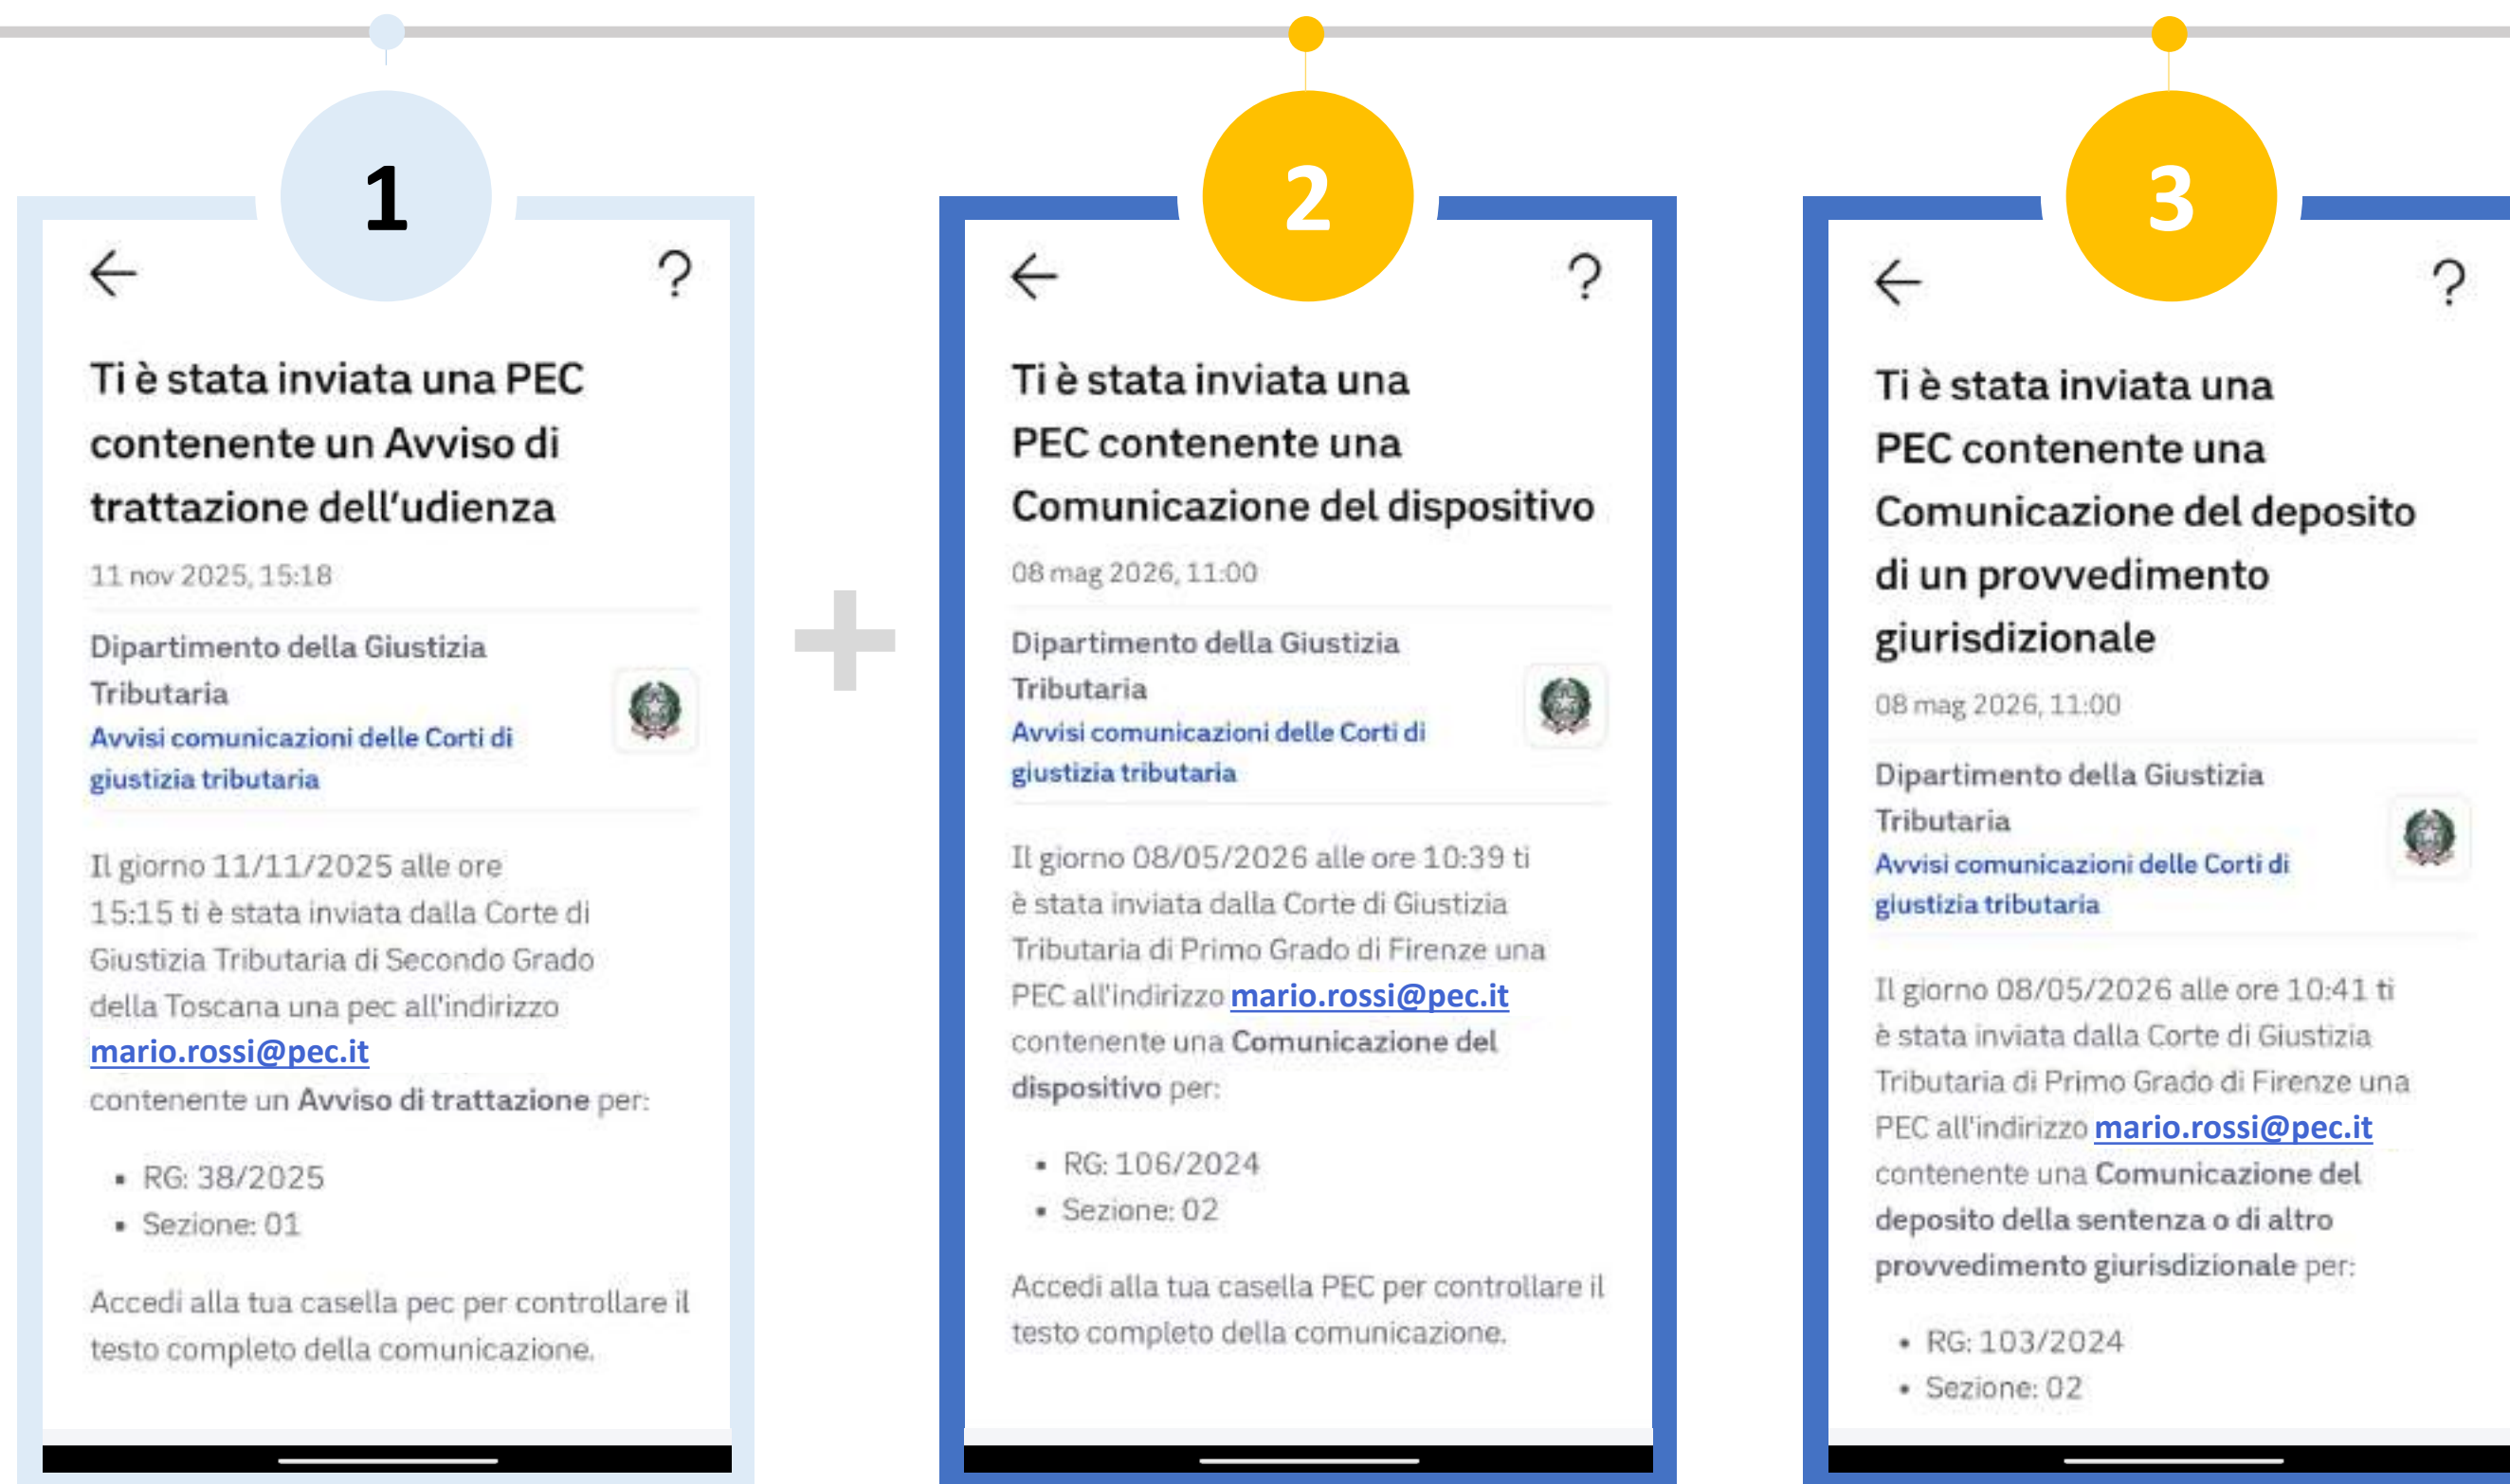 1
?
Ti è stata inviata una PEC
contenente un Avviso di
trattazione dell'udienza
11 nov 2025, 15:18
Dipartimento della Giustizia
Tributaria
Avvisi comunicazioni delle Corti di
giustizia tributaria
Il giorno 11/11/2025 alle ore
15:15 ti è stata inviata dalla Corte di
Giustizia Tributaria di Secondo Grado
della Toscana una pec all'indirizzo
mario.rossi@pec.it
contenente un Avviso di trattazione per:
▪ RG: 38/2025
▪ Sezione: 01
Accedi alla tua casella pec per controllare il
testo completo della comunicazione.
+
2
?
Ti è stata inviata una
PEC contenente una
Comunicazione del dispositivo
08 mag 2026, 11:00
Dipartimento della Giustizia
Tributaria
Avvisi comunicazioni delle Corti di
giustizia tributaria
Il giorno 08/05/2026 alle ore 10:39 ti
è stata inviata dalla Corte di Giustizia
Tributaria di Primo Grado di Firenze una
PEC all'indirizzo mario.rossi@pec.it
contenente una Comunicazione del
dispositivo per:
▪ RG: 106/2024
▪ Sezione: 02
Accedi alla tua casella PEC per controllare il
testo completo della comunicazione.
3
?
Ti è stata inviata una
PEC contenente una
Comunicazione del deposito
di un provvedimento
giurisdizionale
08 mag 2026, 11:00
Dipartimento della Giustizia
Tributaria
Avvisi comunicazioni delle Corti di
giustizia tributaria
Il giorno 08/05/2026 alle ore 10:41 ti
è stata inviata dalla Corte di Giustizia
Tributaria di Primo Grado di Firenze una
PEC all'indirizzo mario.rossi@pec.it
contenente una Comunicazione del
deposito della sentenza o di altro
provvedimento giurisdizionale per:
• RG: 103/2024
• Sezione: 02